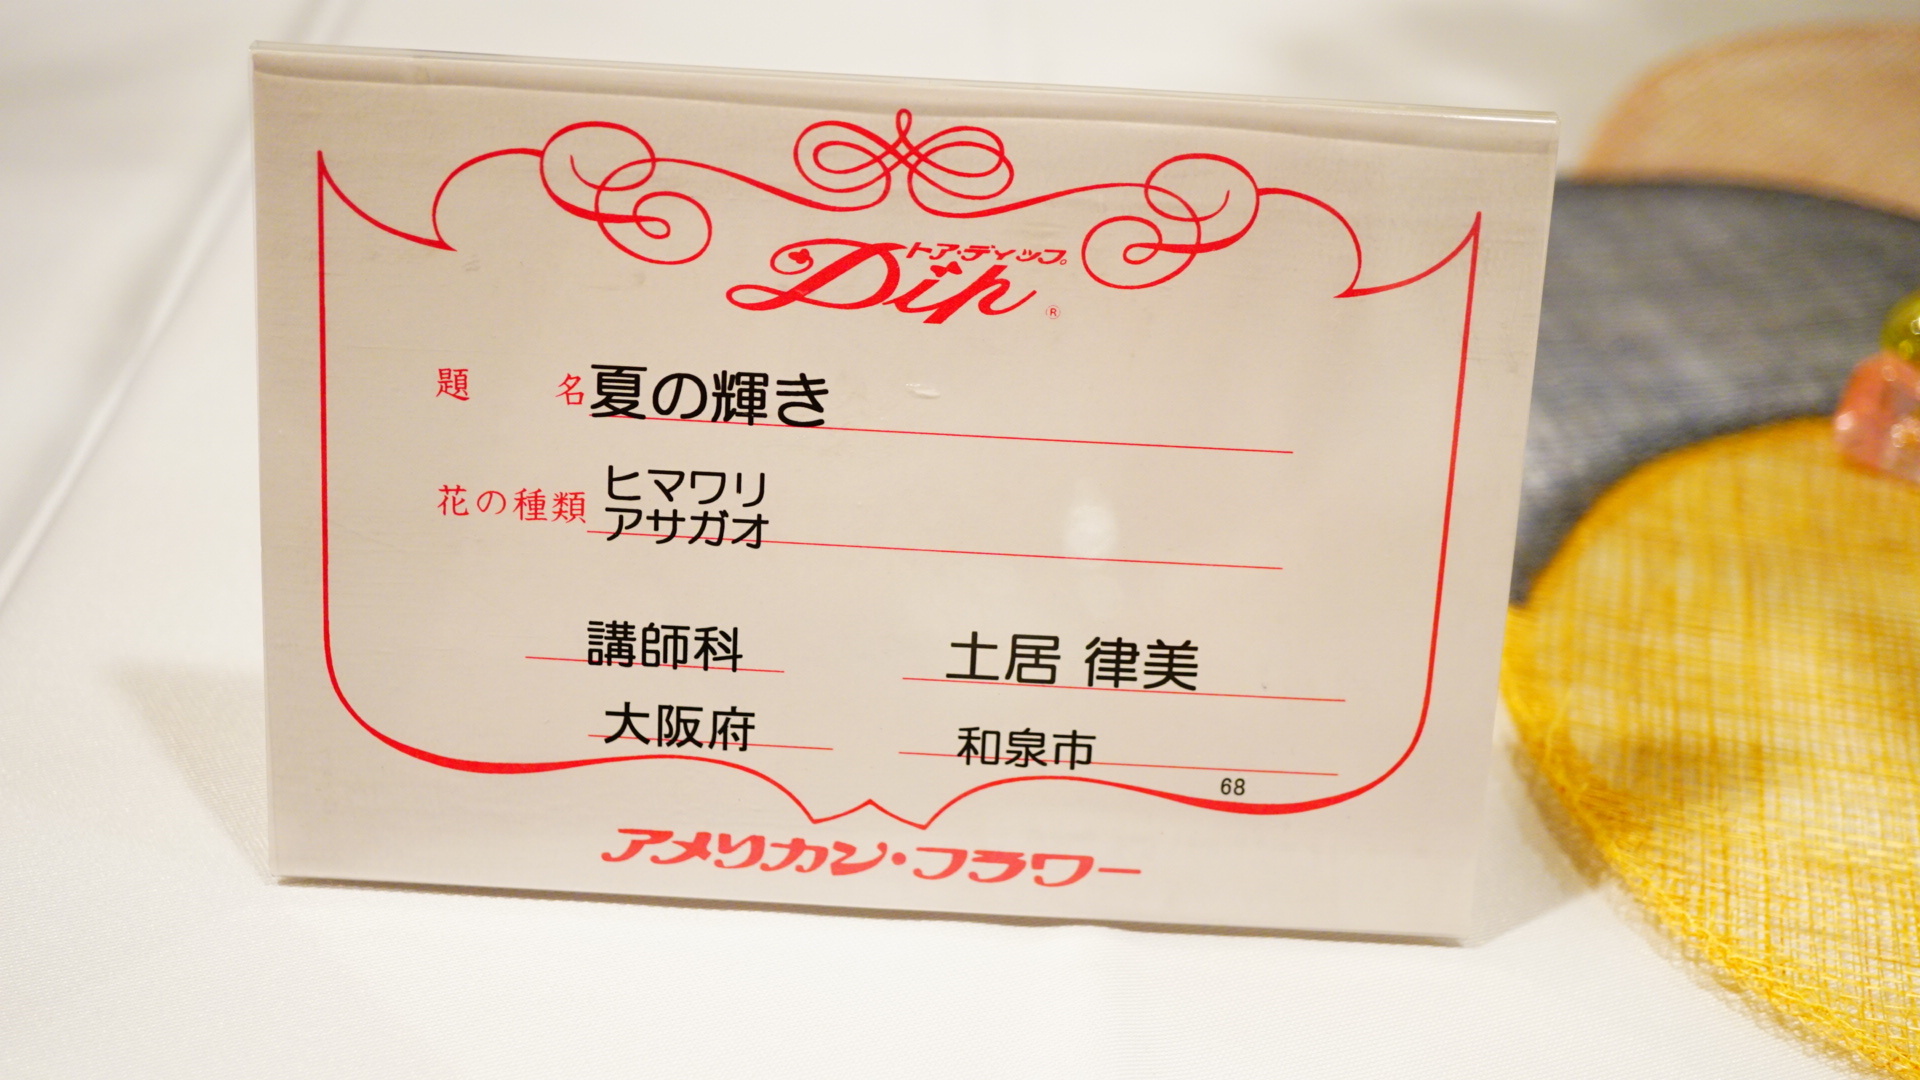 トア・ディップ®
Dip
題名 夏の輝き
花の種類 ヒマワリ
アサガオ
講師科 土居 律美
大阪府 和泉市
68
アメリカン・フラワー